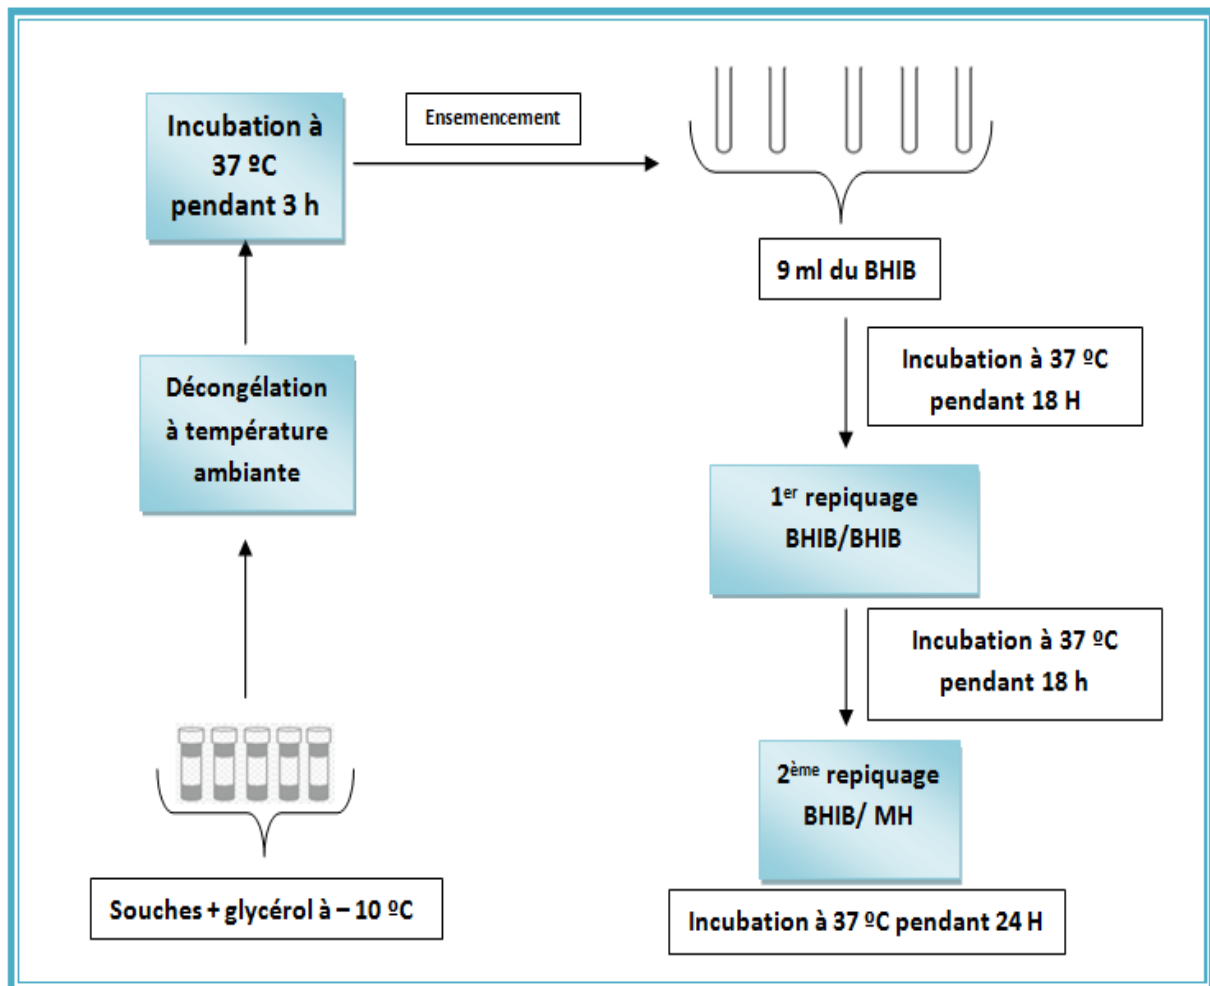 Incubation à
37 ºC
pendant 3 h
Ensemencement
9 ml du BHIB
Incubation à 37 ºC
pendant 18 H
Décongélation
à température
ambiante
1er repiquage
BHIB/BHIB
Incubation à 37 ºC
pendant 18 h
2ème repiquage
BHIB/ MH
Souches + glycérol à – 10 ºC
Incubation à 37 ºC pendant 24 H